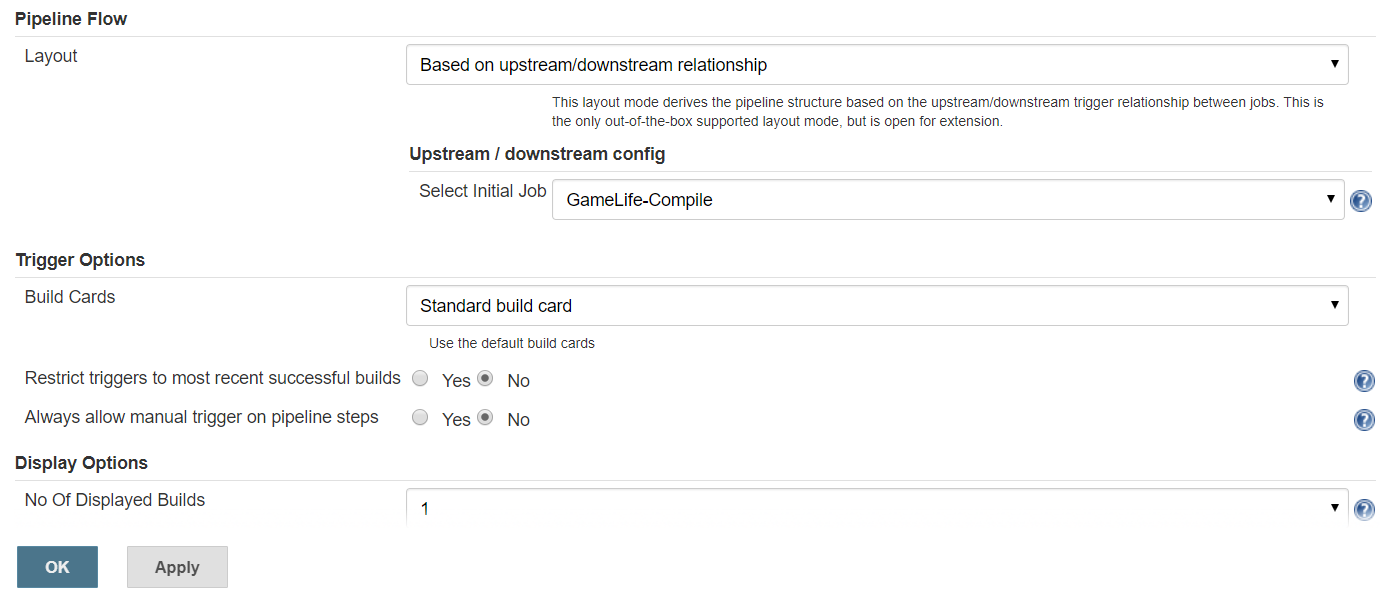 Pipeline Flow
Layout
Based on upstream/downstream relationship
This layout mode derives the pipeline structure based on the upstream/downstream trigger relationship between jobs. This is
the only out-of-the-box supported layout mode, but is open for extension.
Upstream / downstream config
Select Initial Job GameLife-Compile
Trigger Options
Build Cards
Standard build card
Use the default build cards
Restrict triggers to most recent successful builds Yes No
Always allow manual trigger on pipeline steps Yes No
Display Options
No Of Displayed Builds
1
OK Apply